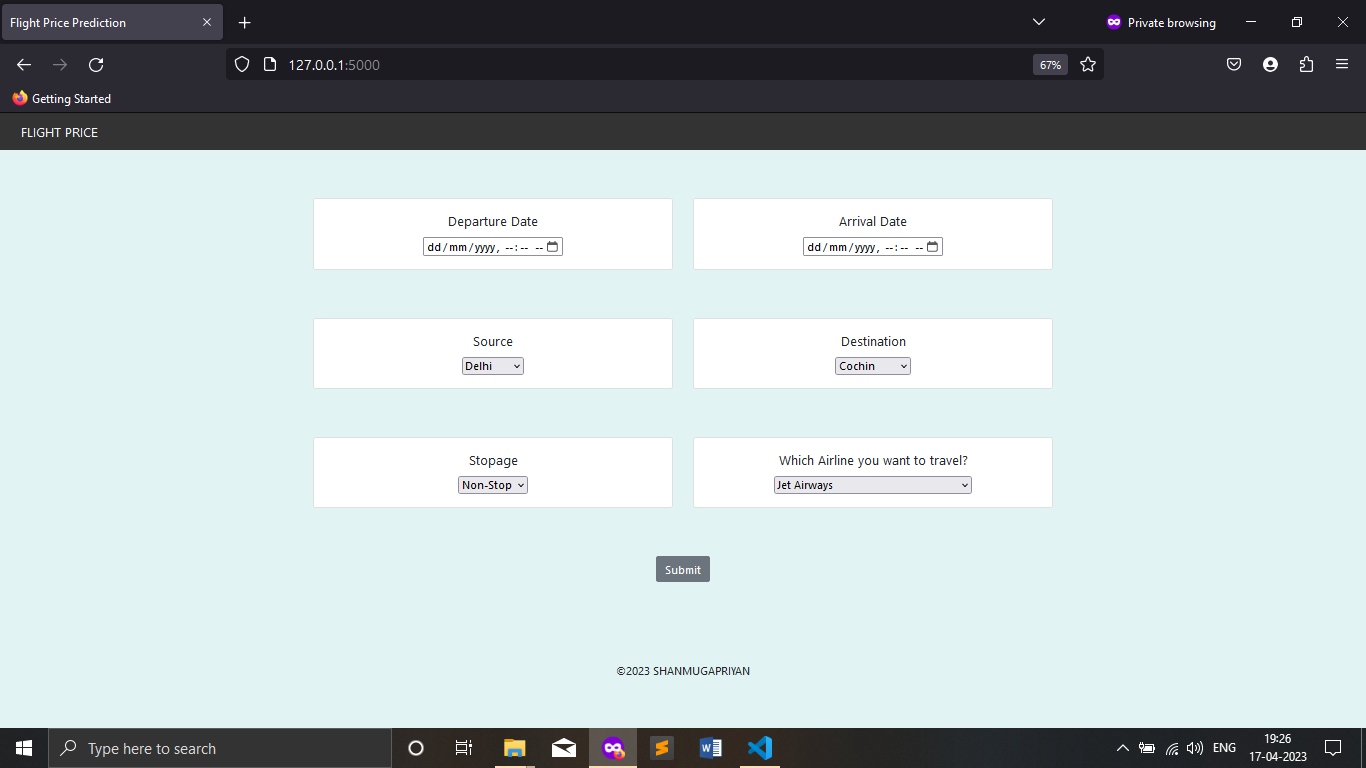 Flight Price Prediction
Private browsing
127.0.0.1:5000
67%
Getting Started
FLIGHT PRICE
Departure Date
Arrival Date
dd/mm/yyyy, --:-- --
dd/mm/yyyy, --:-- --
Source
Destination
Delhi
Cochin
Stopage
Which Airline you want to travel?
Non-Stop
Jet Airways
Submit
©2023 SHANMUGAPRIYAN
Type here to search
ENG
19:26
17-04-2023